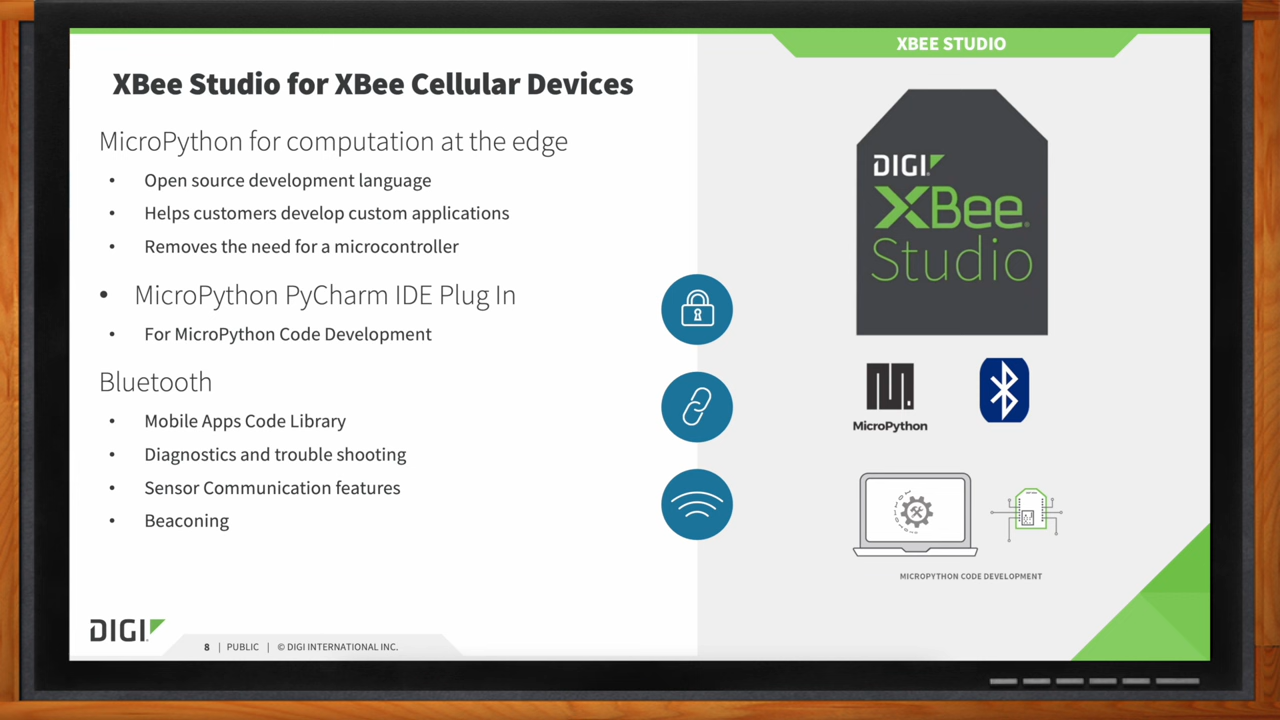 XBEE STUDIO
XBee Studio for XBee Cellular Devices
MicroPython for computation at the edge
• Open source development language
• Helps customers develop custom applications
• Removes the need for a microcontroller
• MicroPython PyCharm IDE Plug In
• For MicroPython Code Development
Bluetooth
• Mobile Apps Code Library
• Diagnostics and trouble shooting
• Sensor Communication features
• Beaconing
DIGI
XBee®
Studio
MicroPython
MICROPYTHON CODE DEVELOPMENT
DIGI
8 | PUBLIC | © DIGI INTERNATIONAL INC.